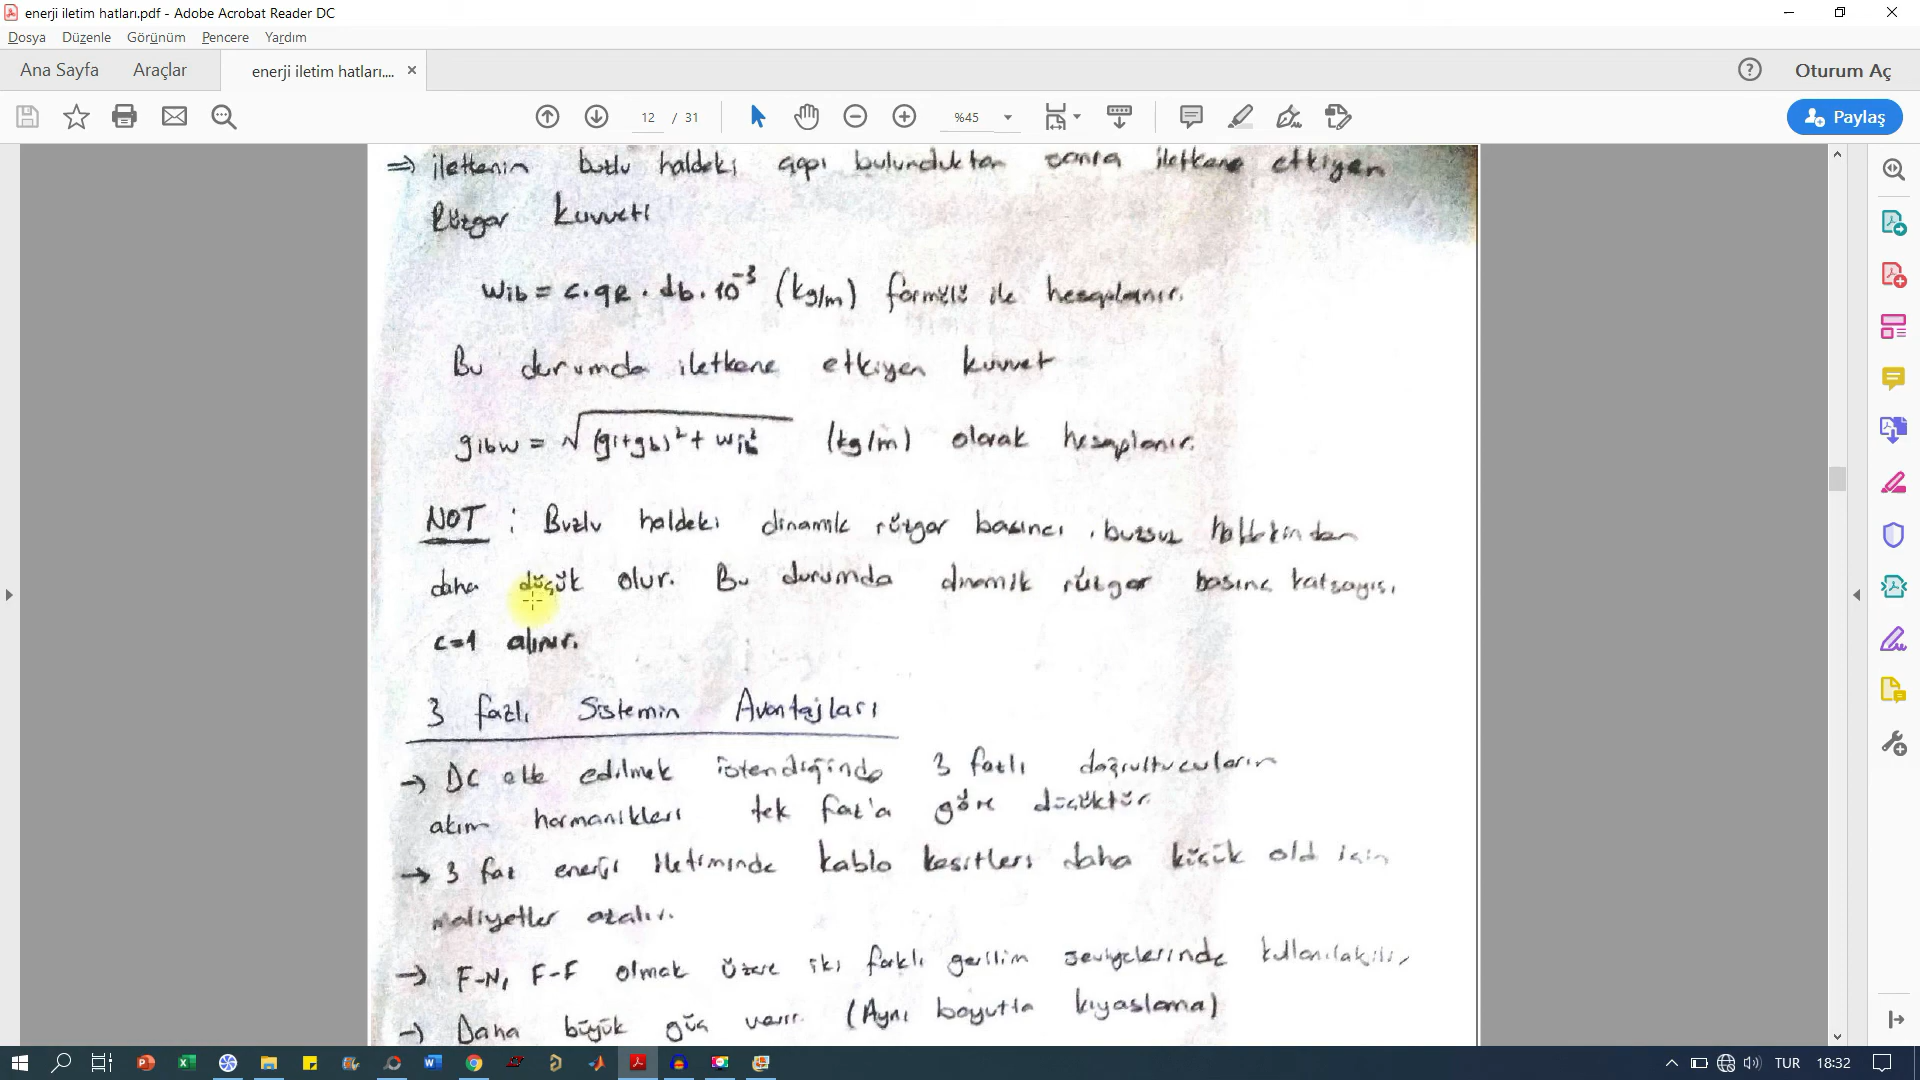 enerji iletim hatları.pdf - Adobe Acrobat Reader DC
Dosya Düzenle Görünüm Pencere Yardım
Ana Sayfa Araçlar enerji iletim hatları.... Oturum Aç
12 / 31 %45 Paylaş
⇒ iletkenin buzlu haldeki çapı bulunduktan sonra iletkene etkiyen
Rüzgar kuvveti
Wib = c.qR.db.10⁻³ (kg/m) formülü ile hesaplanır.
Bu durumda iletkene etkiyen kuvvet
gibw = √(gi+gb)²+wib² (kg/m) olarak hesaplanır.
NOT : Buzlu haldeki dinamik rüzgar basıncı, buzsuz
daha düşük olur. Bu durumda dinamik rüzgar basınç katsayısı,
c=1 alınır.
3 fazlı Sistemin Avantajları
→ DC elde edilmek istendiğinde 3 fazlı doğrultucuların
akım harmonikleri tek faz'a göre düşüktür.
→ 3 faz enerji iletiminde kablo kesitleri daha küçük old için
maliyetler azalır.
→ F-N, F-F olmak üzere iki farklı gerilim seviyelerinde
→ Daha büyük güç verir. (Aynı boyutta kıyaslama)
TUR 18:32